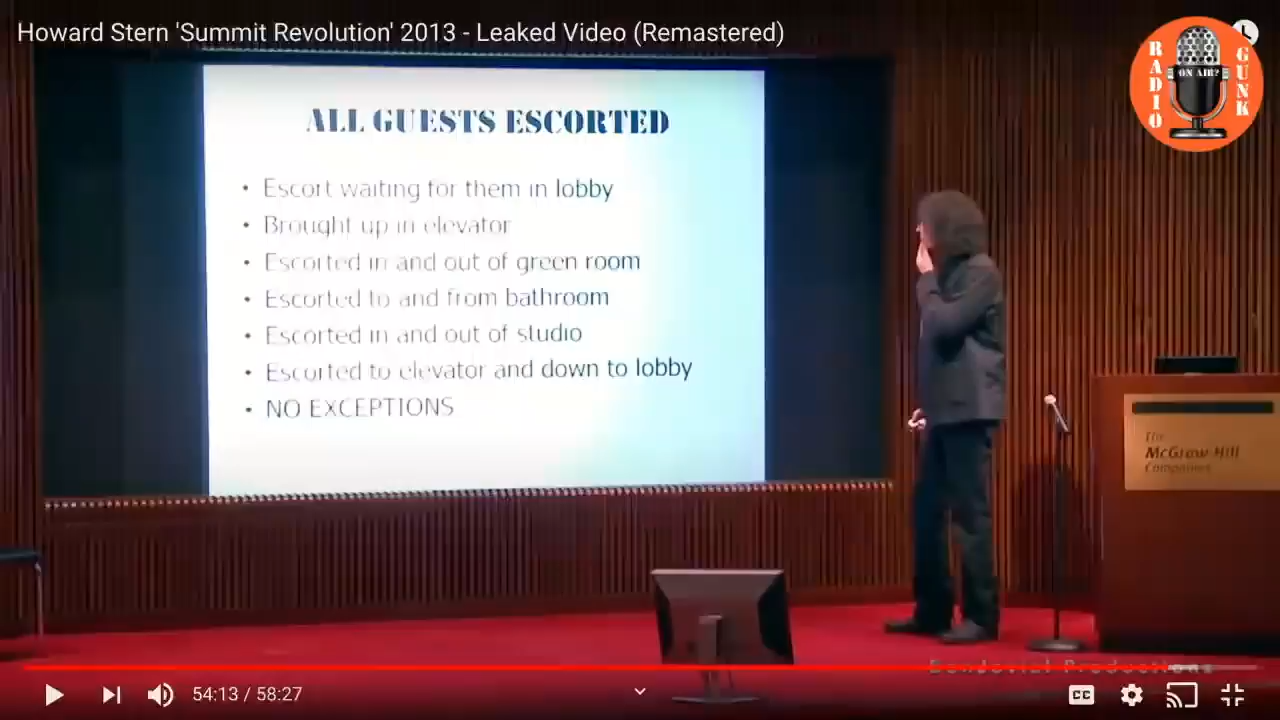 Howard Stern 'Summit Revolution' 2013 - Leaked Video (Remastered)
RADIO
ON AIR?
GUNK
ALL GUESTS ESCORTED
• Escort waiting for them in lobby
• Brought up in elevator
• Escorted in and out of green room
• Escorted to and from bathroom
• Escorted in and out of studio
• Escorted to elevator and down to lobby
• NO EXCEPTIONS
The
McGraw-Hill
Companies
BonJovial Productions
54:13 / 58:27
CC